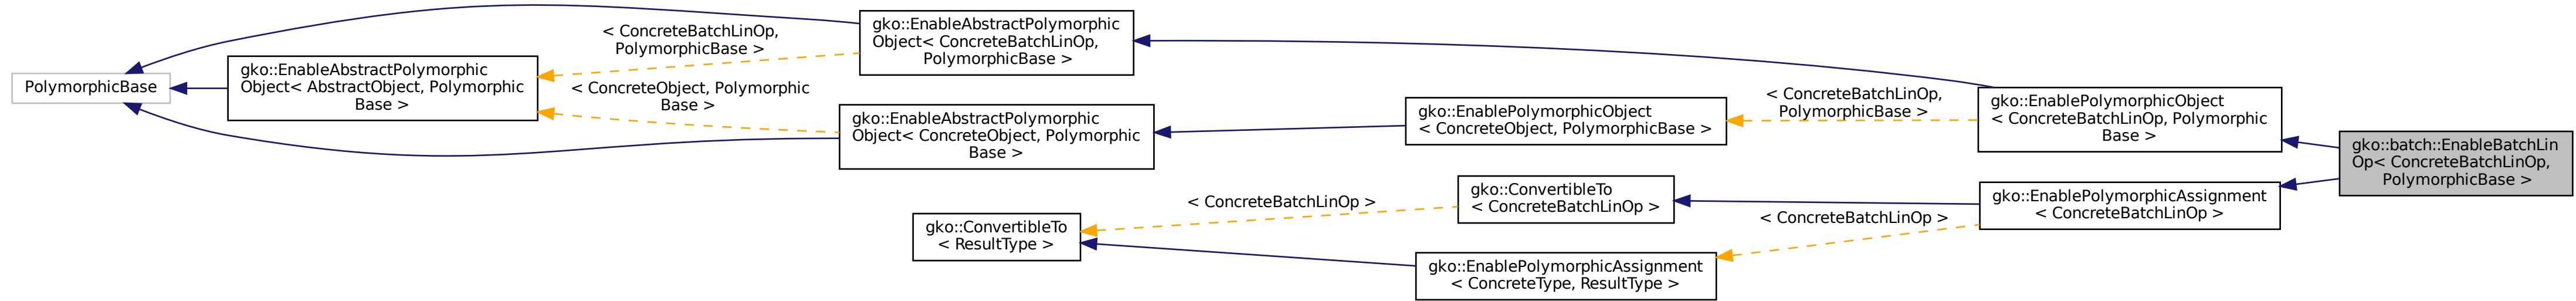 PolymorphicBase
gko::EnableAbstractPolymorphic
Object< AbstractObject, Polymorphic
Base >
< ConcreteBatchLinOp,
PolymorphicBase >
< ConcreteObject, Polymorphic
Base >
gko::EnableAbstractPolymorphic
Object< ConcreteBatchLinOp,
PolymorphicBase >
gko::EnableAbstractPolymorphic
Object< ConcreteObject, Polymorphic
Base >
gko::ConvertibleTo
< ResultType >
< ConcreteBatchLinOp >
gko::EnablePolymorphicObject
< ConcreteObject, PolymorphicBase >
gko::ConvertibleTo
< ConcreteBatchLinOp >
gko::EnablePolymorphicAssignment
< ConcreteType, ResultType >
< ConcreteBatchLinOp,
PolymorphicBase >
< ConcreteBatchLinOp >
gko::EnablePolymorphicObject
< ConcreteBatchLinOp, Polymorphic
Base >
gko::EnablePolymorphicAssignment
< ConcreteBatchLinOp >
gko::batch::EnableBatchLin
Op< ConcreteBatchLinOp,
PolymorphicBase >